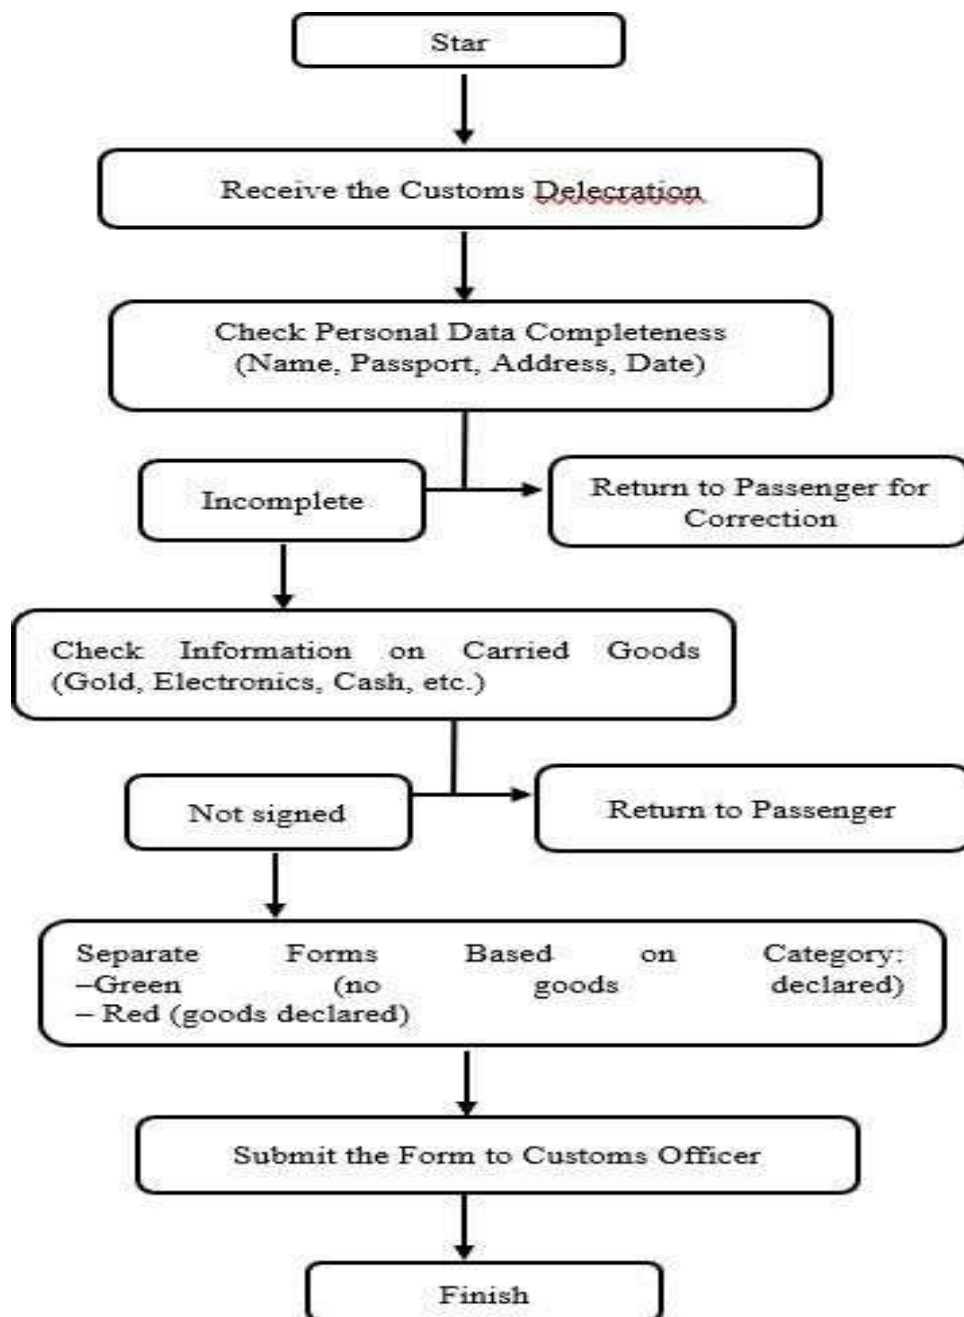 Star
Receive the Customs Delecration
Check Personal Data Completeness
(Name, Passport, Address, Date)
Incomplete
Return to Passenger for
Correction
Check Information on Carried Goods
(Gold, Electronics, Cash, etc.)
Not signed
Return to Passenger
Separate Forms Based on Category:
–Green (no goods declared)
– Red (goods declared)
Submit the Form to Customs Officer
Finish